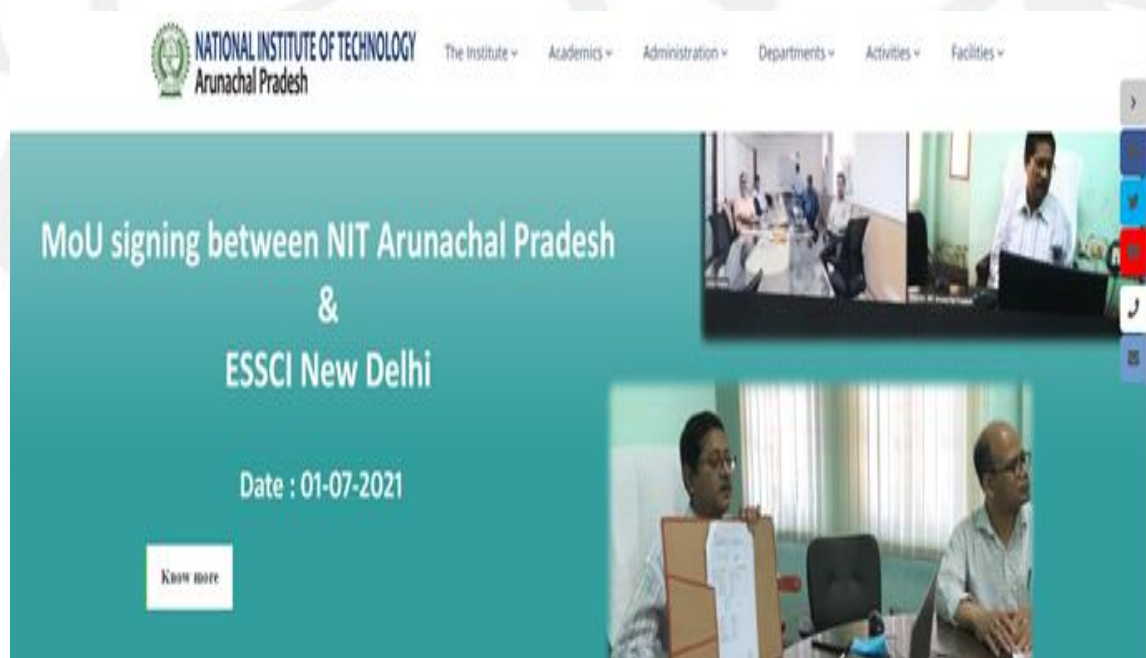 NATIONAL INSTITUTE OF TECHNOLOGY
Arunachal Pradesh
The Institute Academics Administration Departments Activities Facilities
MoU signing between NIT Arunachal Pradesh
&
ESSCI New Delhi
Date : 01-07-2021
Know more